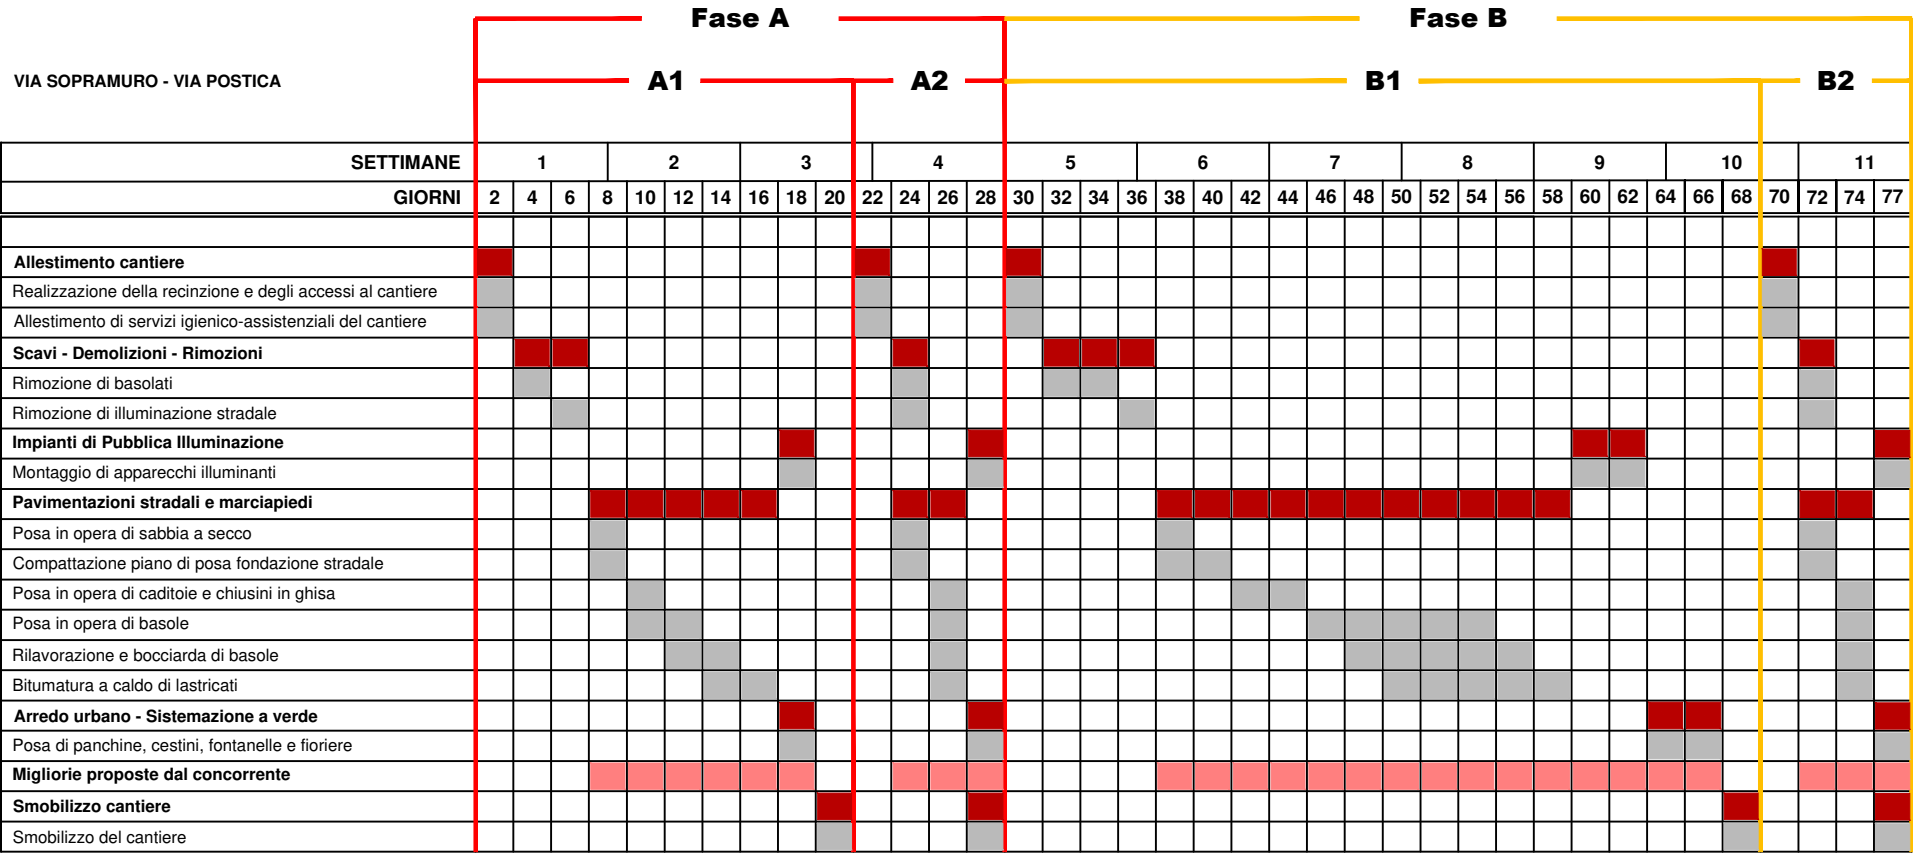 Fase A Fase B
VIA SOPRAMURO - VIA POSTICA A1 A2 B1 B2
SETTIMANE 1 2 3 4 5 6 7 8 9 10 11
GIORNI 2 4 6 8 10 12 14 16 18 20 22 24 26 28 30 32 34 36 38 40 42 44 46 48 50 52 54 56 58 60 62 64 66 68 70 72 74 77
Allestimento cantiere
Realizzazione della recinzione e degli accessi al cantiere
Allestimento di servizi igienico-assistenziali del cantiere
Scavi - Demolizioni - Rimozioni
Rimozione di basolati
Rimozione di illuminazione stradale
Impianti di Pubblica Illuminazione
Montaggio di apparecchi illuminanti
Pavimentazioni stradali e marciapiedi
Posa in opera di sabbia a secco
Compattazione piano di posa fondazione stradale
Posa in opera di caditoie e chiusini in ghisa
Posa in opera di basole
Rilavorazione e bocciarda di basole
Bitumatura a caldo di lastricati
Arredo urbano - Sistemazione a verde
Posa di panchine, cestini, fontanelle e fioriere
Migliorie proposte dal concorrente
Smobilizzo cantiere
Smobilizzo del cantiere